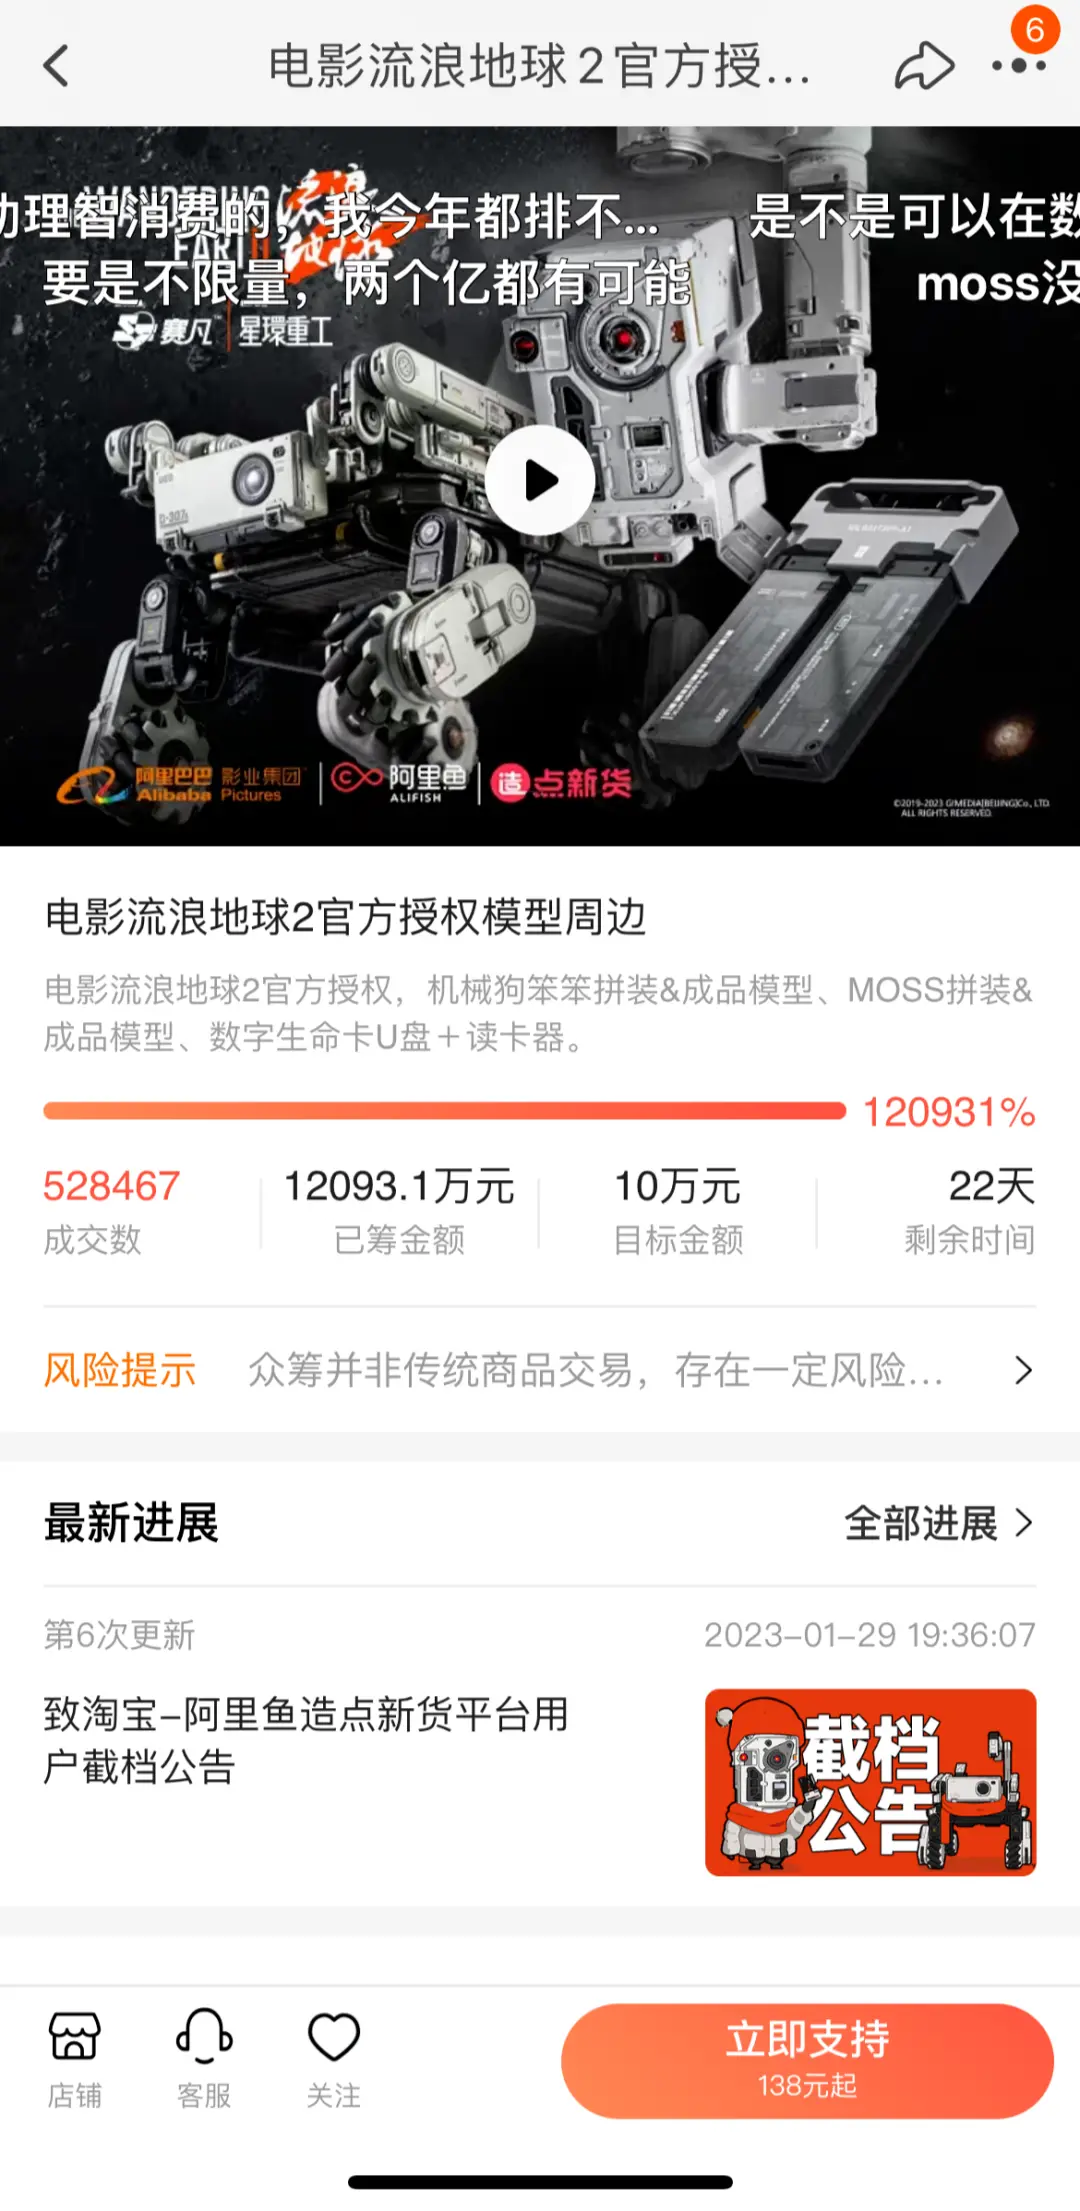 6
电影流浪地球2官方授...
WANDERING
EARTH
流浪
地球
力理智消费的，我今年都排不...
是不是可以在数
要是不限量，两个亿都有可能
moss没
赛凡 | 星環重工
阿里巴巴 影业集团
Alibaba Pictures
阿里鱼
ALIFISH
造点新货
©2019-2023 G!MEDIA[BEIJING]Co., LTD.
ALL RIGHTS RESERVED.
电影流浪地球2官方授权模型周边
电影流浪地球2官方授权，机械狗笨笨拼装&成品模型、MOSS拼装&
成品模型、数字生命卡U盘＋读卡器。
120931%
528467 12093.1万元 10万元 22天
成交数 已筹金额 目标金额 剩余时间
风险提示 众筹并非传统商品交易，存在一定风险...
最新进展 全部进展
第6次更新 2023-01-29 19:36:07
致淘宝-阿里鱼造点新货平台用
户截档公告
截档
公告
立即支持
138元起
店铺 客服 关注